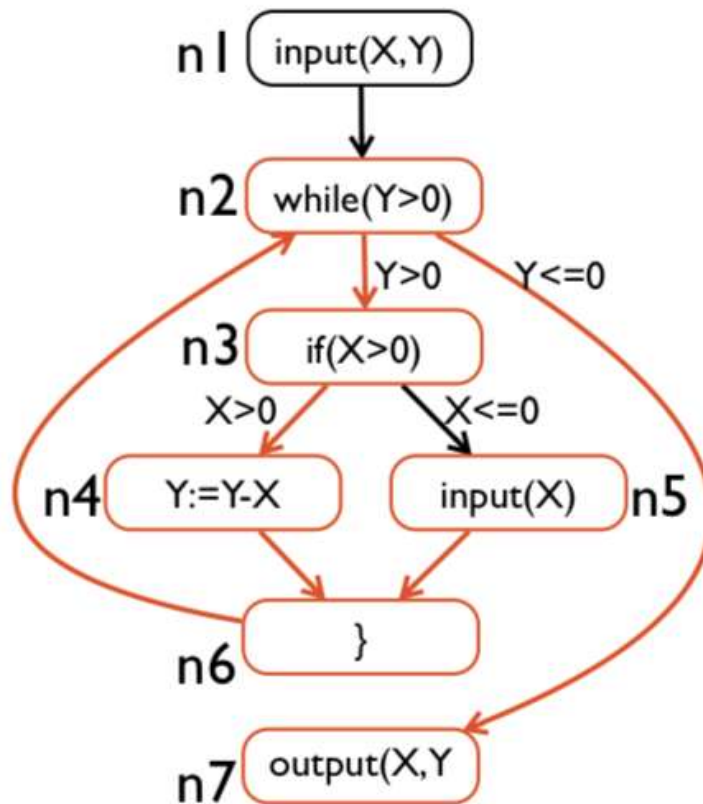 n1 input(X,Y)
n2 while(Y>0)
Y>0 Y<=0
n3 if(X>0)
X>0 X<=0
n4 Y:=Y-X input(X) n5
}
n6
output(X,Y
n7